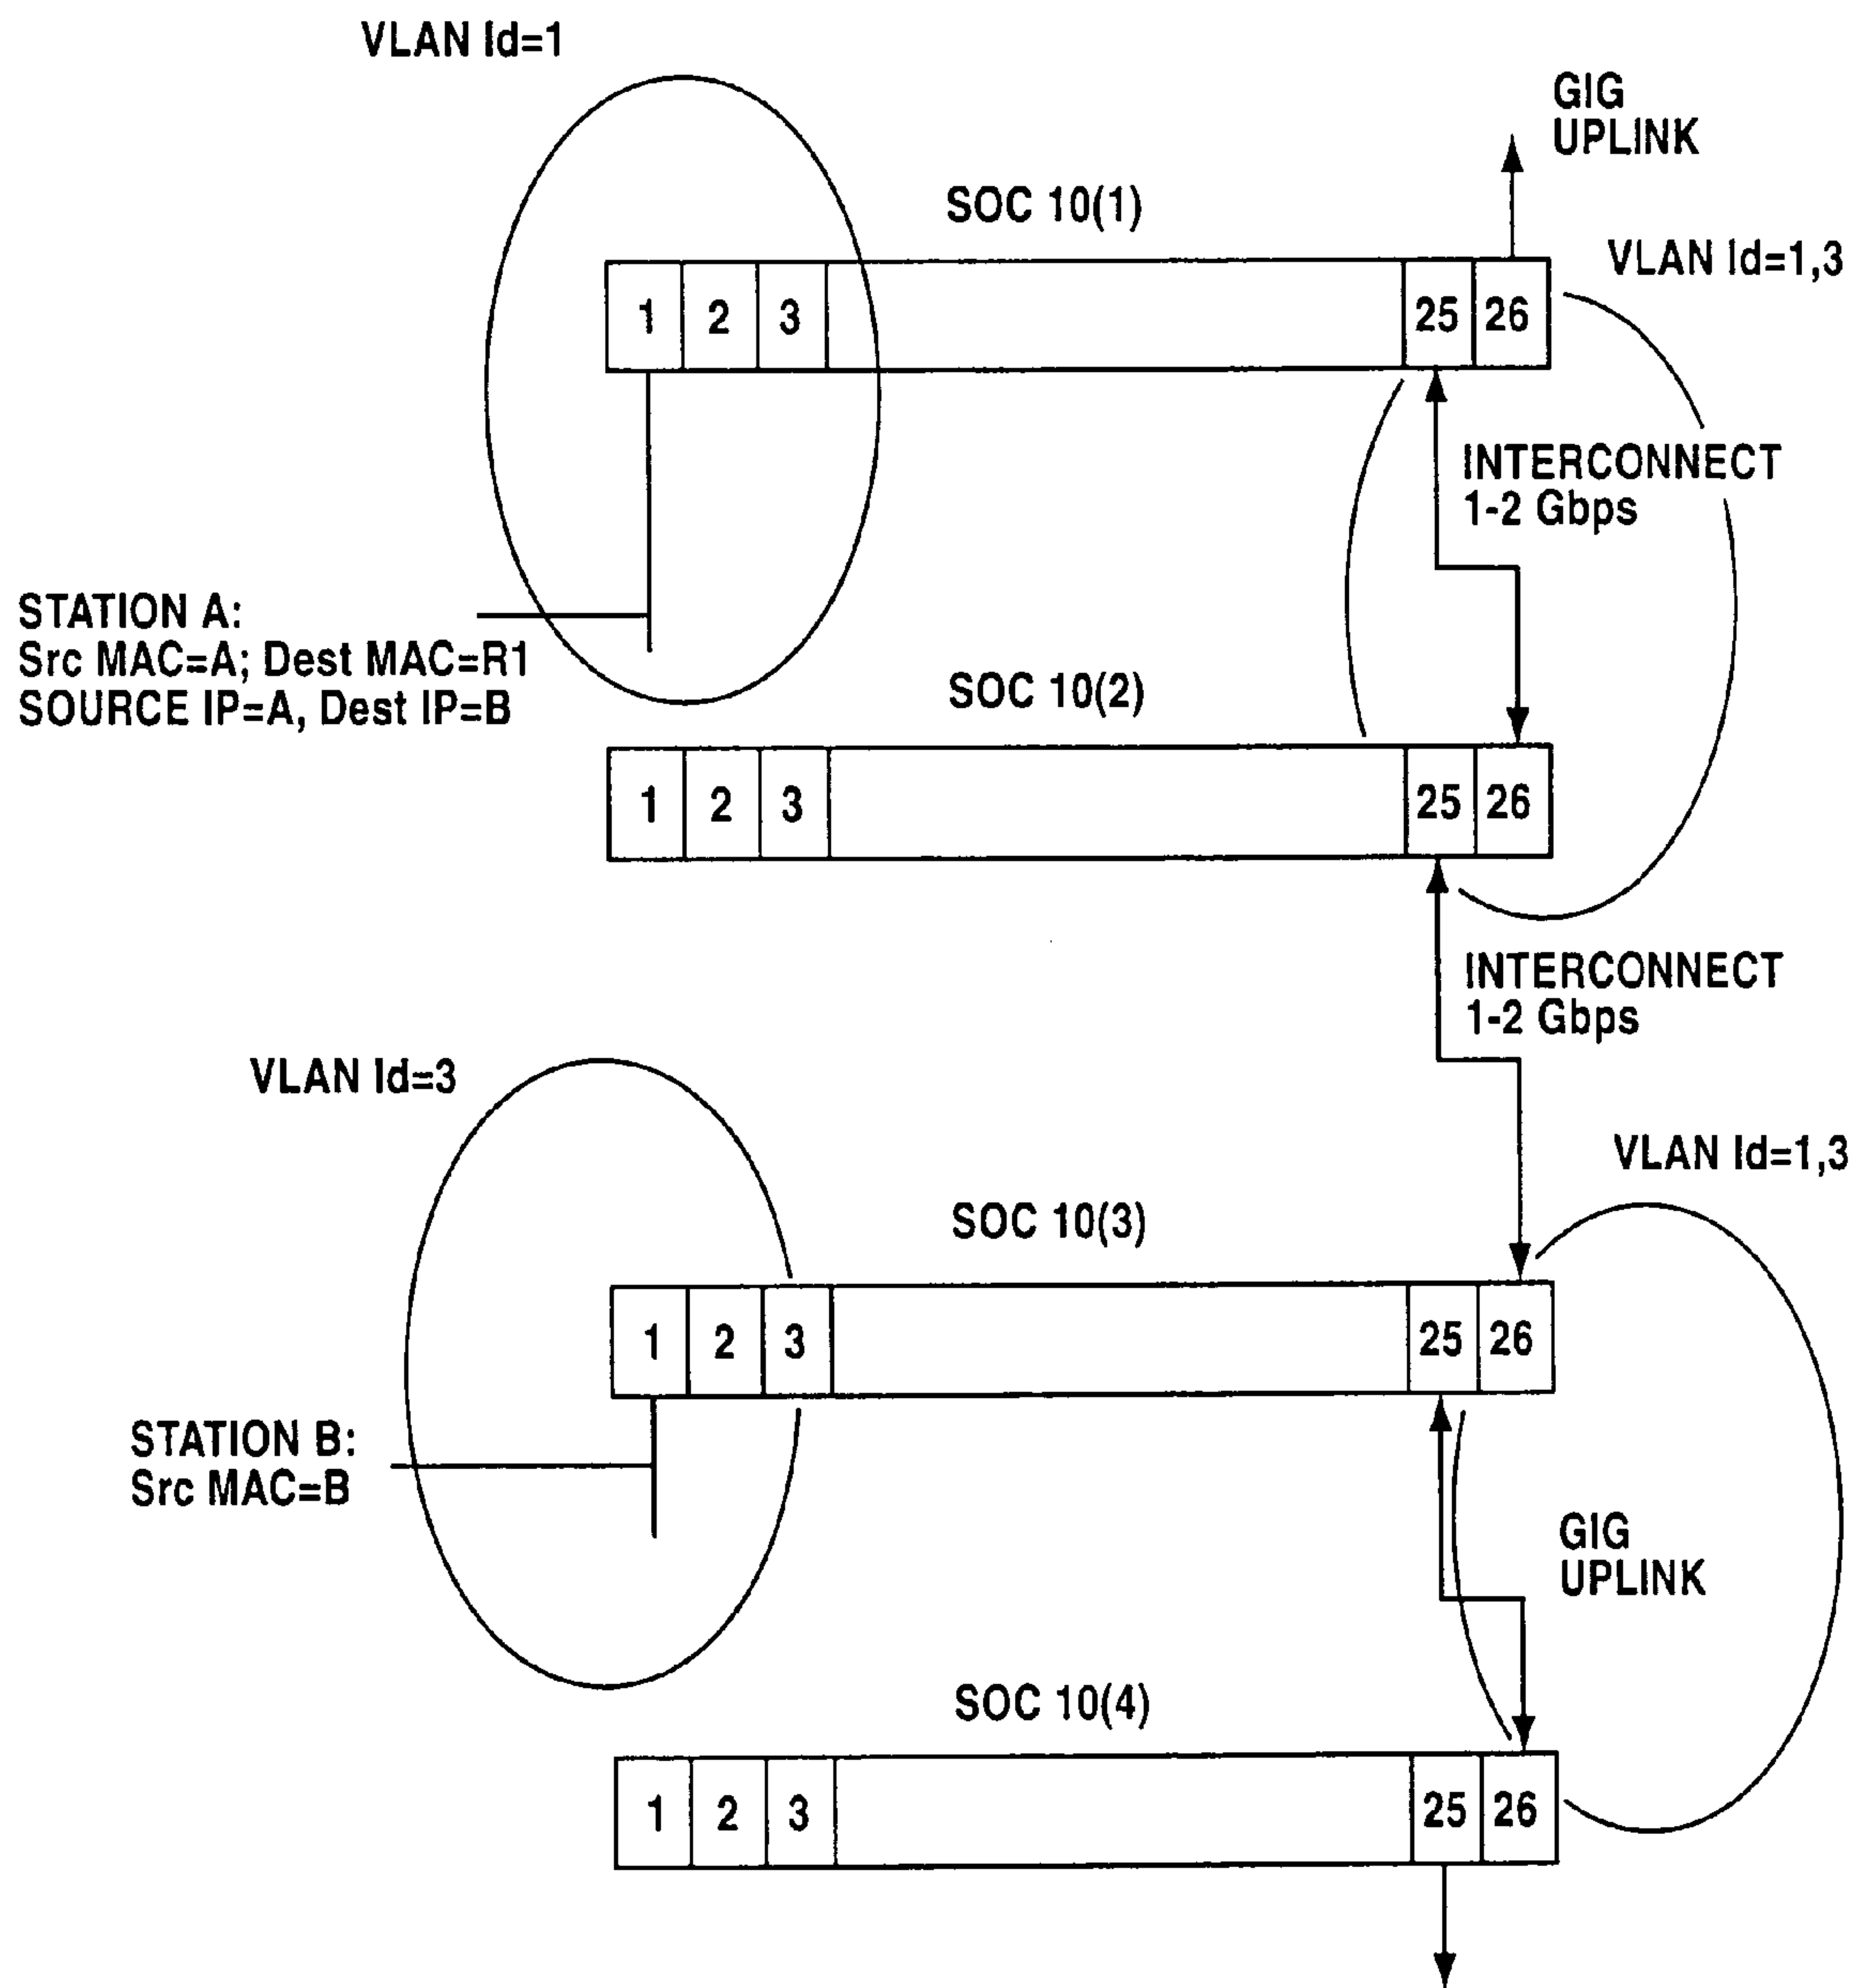 VLAN Id=1
GIG
UPLINK
SOC 10(1)
VLAN Id=1,3
1 2 3 25 26
INTERCONNECT
1-2 Gbps
STATION A:
Src MAC=A; Dest MAC=R1
SOURCE IP=A, Dest IP=B
SOC 10(2)
1 2 3 25 26
INTERCONNECT
1-2 Gbps
VLAN Id=3
VLAN Id=1,3
SOC 10(3)
1 2 3 25 26
STATION B:
Src MAC=B
GIG
UPLINK
SOC 10(4)
1 2 3 25 26